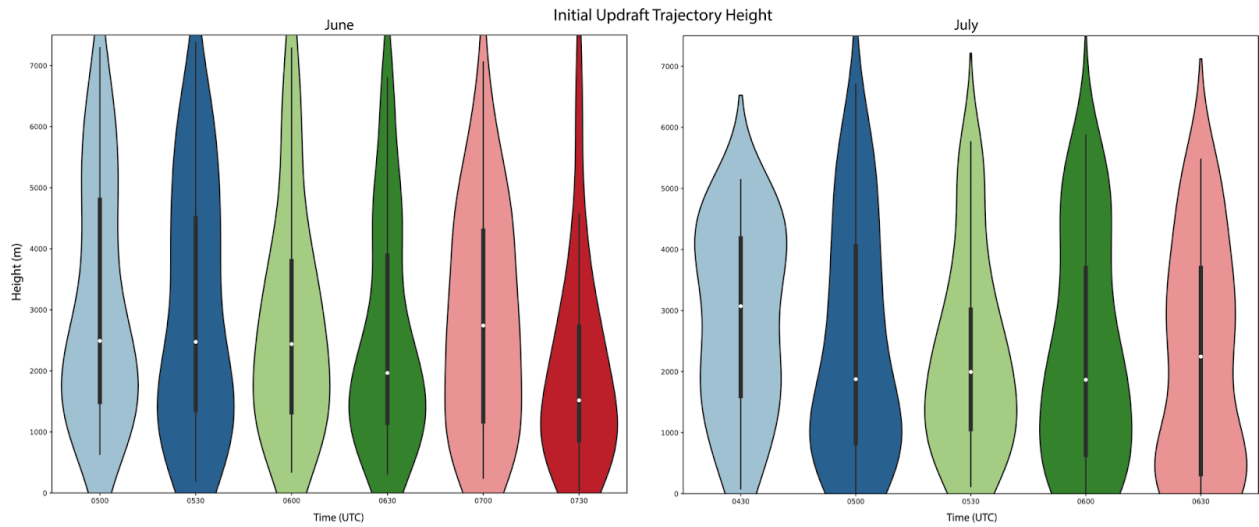 Initial Updraft Trajectory Height
June
July
Height (m)
7000
6000
5000
4000
3000
2000
1000
0
0500 0530 0600 0630 0700 0730
Time (UTC)
7000
6000
5000
4000
3000
2000
1000
0
0430 0500 0530 0600 0630
Time (UTC)